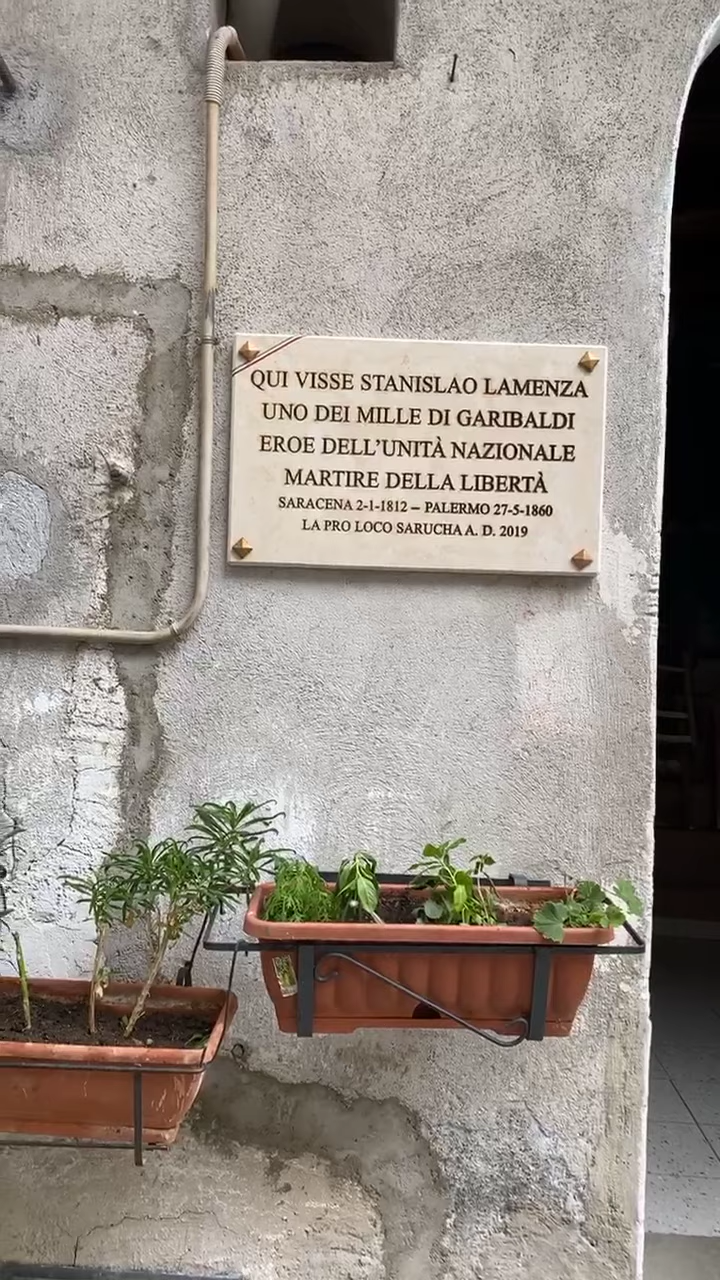 QUI VISSE STANISLAO LAMENZA
UNO DEI MILLE DI GARIBALDI
EROE DELL'UNITÀ NAZIONALE
MARTIRE DELLA LIBERTÀ
SARACENA 2-1-1812 – PALERMO 27-5-1860
LA PRO LOCO SARUCHA A. D. 2019